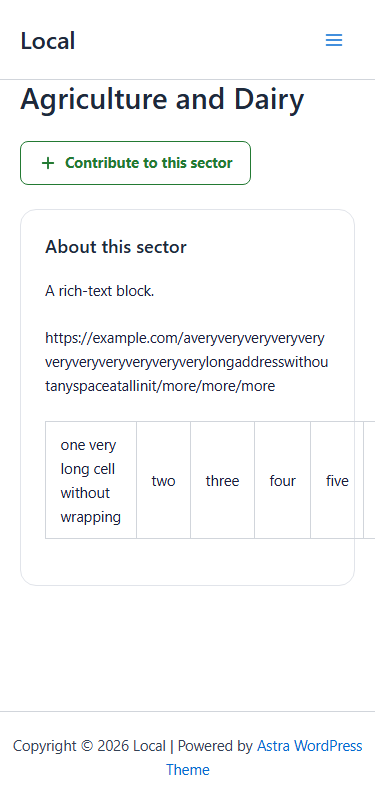 Local
Agriculture and Dairy
+ Contribute to this sector
About this sector
A rich-text block.
https://example.com/averyveryveryveryvery
veryveryveryveryveryverylongaddresswithou
tanyspaceatallinit/more/more/more
one very
long cell
without
wrapping
two
three
four
five
Copyright © 2026 Local | Powered by Astra WordPress
Theme